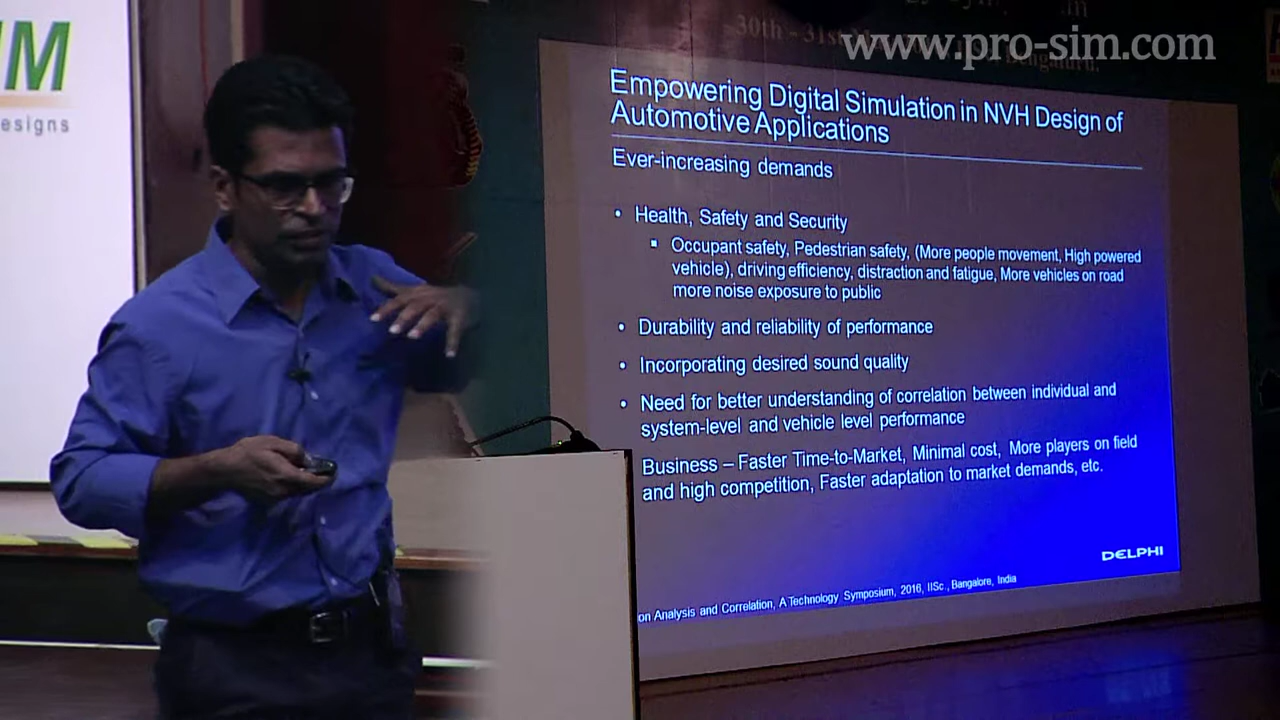 www.pro-sim.com
30th - 31st
IM
esigns
Empowering Digital Simulation in NVH Design of
Automotive Applications
Ever-increasing demands
• Health, Safety and Security
▪ Occupant safety, Pedestrian safety, (More people movement, High powered
vehicle), driving efficiency, distraction and fatigue, More vehicles on road
more noise exposure to public
• Durability and reliability of performance
• Incorporating desired sound quality
• Need for better understanding of correlation between individual and
system-level and vehicle level performance
Business – Faster Time-to-Market, Minimal cost, More players on field
and high competition, Faster adaptation to market demands, etc.
DELPHI
on Analysis and Correlation, A Technology Symposium, 2016, IISc., Bangalore, India